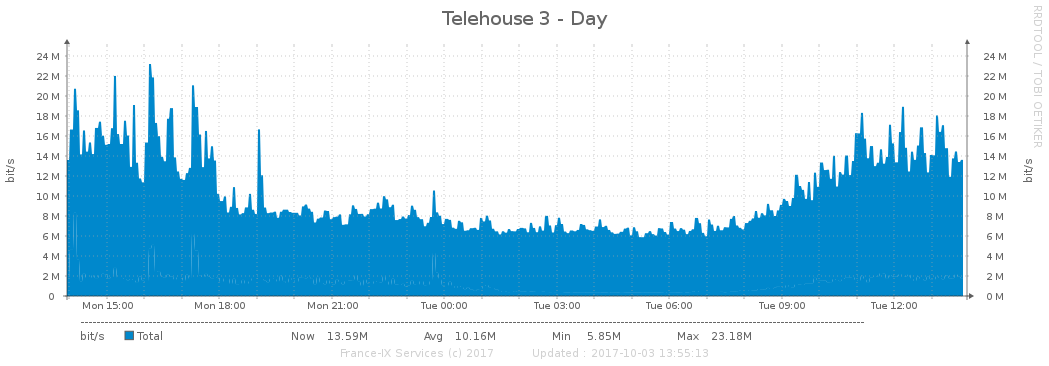 Telehouse 3 - Day
RRDTOOL / TOBI OETIKER
bit/s
24 M 24 M
22 M 22 M
20 M 20 M
18 M 18 M
16 M 16 M
14 M 14 M
12 M 12 M
10 M 10 M
8 M 8 M
6 M 6 M
4 M 4 M
2 M 2 M
0 0 M
bit/s
Mon 15:00 Mon 18:00 Mon 21:00 Tue 00:00 Tue 03:00 Tue 06:00 Tue 09:00 Tue 12:00
bit/s Total Now 13.59M Avg 10.16M Min 5.85M Max 23.18M
France-IX Services (c) 2017 Updated : 2017-10-03 13:55:13